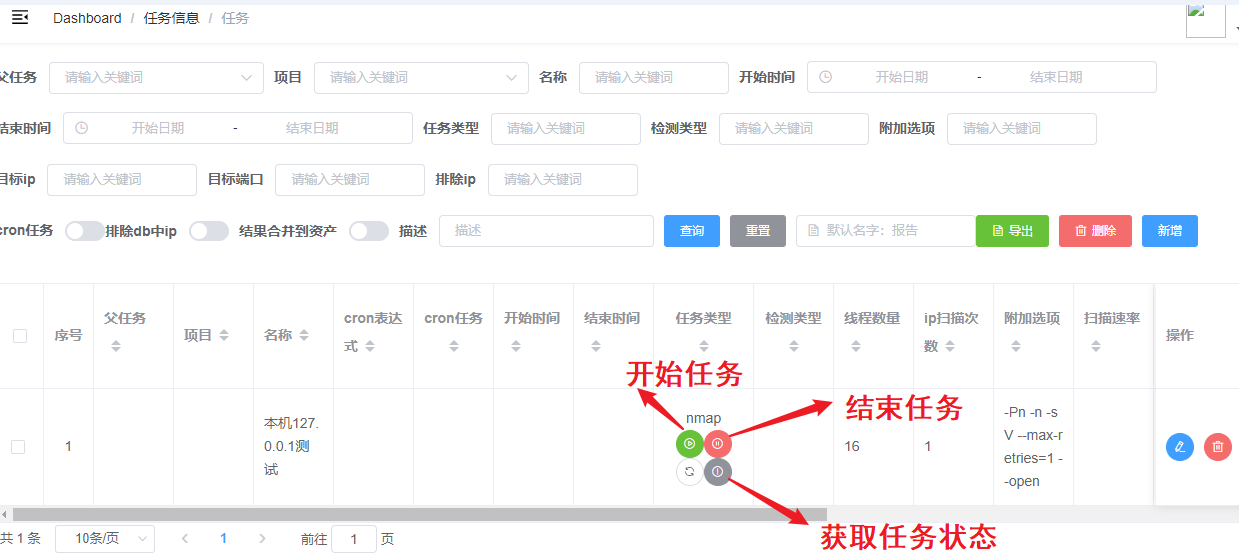 Dashboard / 任务信息 / 任务
父任务 请输入关键词 项目 请输入关键词 名称 请输入关键词 开始时间 开始日期 - 结束日期
结束时间 开始日期 - 结束日期 任务类型 请输入关键词 检测类型 请输入关键词 附加选项 请输入关键词
目标ip 请输入关键词 目标端口 请输入关键词 排除ip 请输入关键词
cron任务 排除db中ip 结果合并到资产 描述 描述 查询 重置 默认名字：报告 导出 删除 新增
序号 父任务 项目 名称 cron表达 cron任务 开始时间 结束时间 任务类型 检测类型 线程数量 ip扫描次 附加选项 扫描速率 操作
式 数
开始任务
结束任务
1 本机127. nmap 16 1 -Pn -n -s
0.0.1测 V --max-r
试 etries=1 -
-open
获取任务状态
共 1 条 10条/页 1 前往 1 页